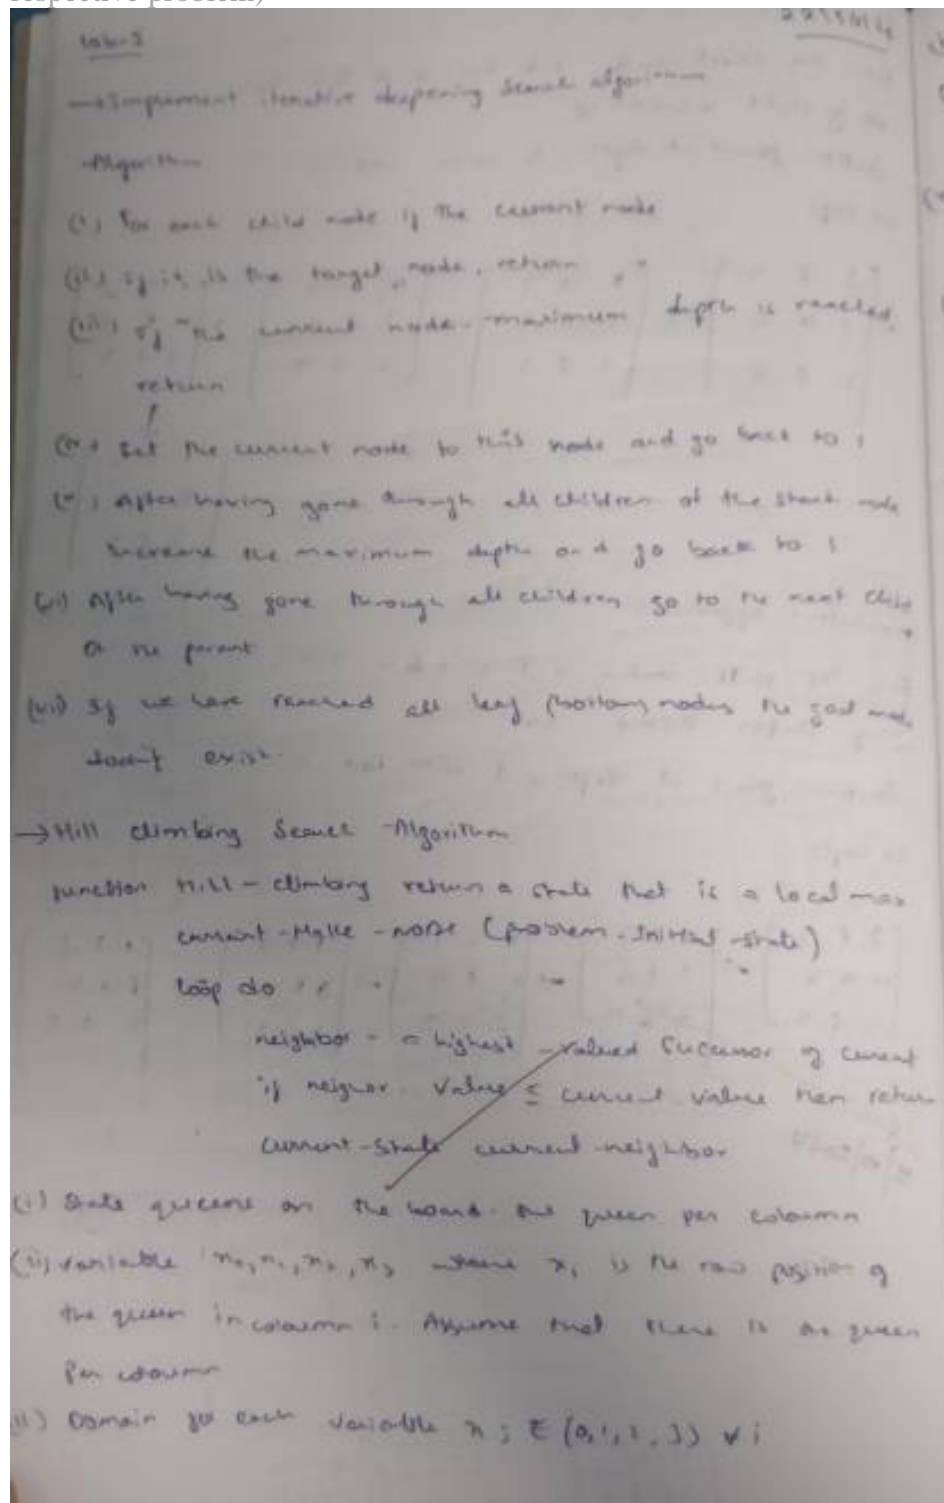 respective problem)
Lab-5
→ Implement iterative deepening search algorithm
Algorithm
(i) For each child node if the current node
(ii) If it is the target node, return
(iii) If the current node maximum depth is reached,
return
(iv) Set the current node to this node and go back to 1
(v) After having gone through all children of the start node
increase the maximum depth and go back to 1
(vi) After having gone through all children go to the next child
of the parent
(vii) If we have reached all leaf (bottom) nodes the goal node
doesn't exist.
→ Hill climbing Search Algorithm
function Hill-climbing return a state that is a local max
current-Make-node (problem-Initial-state)
loop do
neighbor - a highest-valued successor of current
if neigbor. value ≤ current value then return
current-state current-neighbor
(i) State queens on the board. one queen per coloumn
(ii) variable x₀, x₁, x₂, x₃ where xᵢ is the row position of
the queen in coloumn i. Assume that there is one queen
per coloumn
Domain for each variable xᵢ ∈ (0,1,2,3) ∀ i